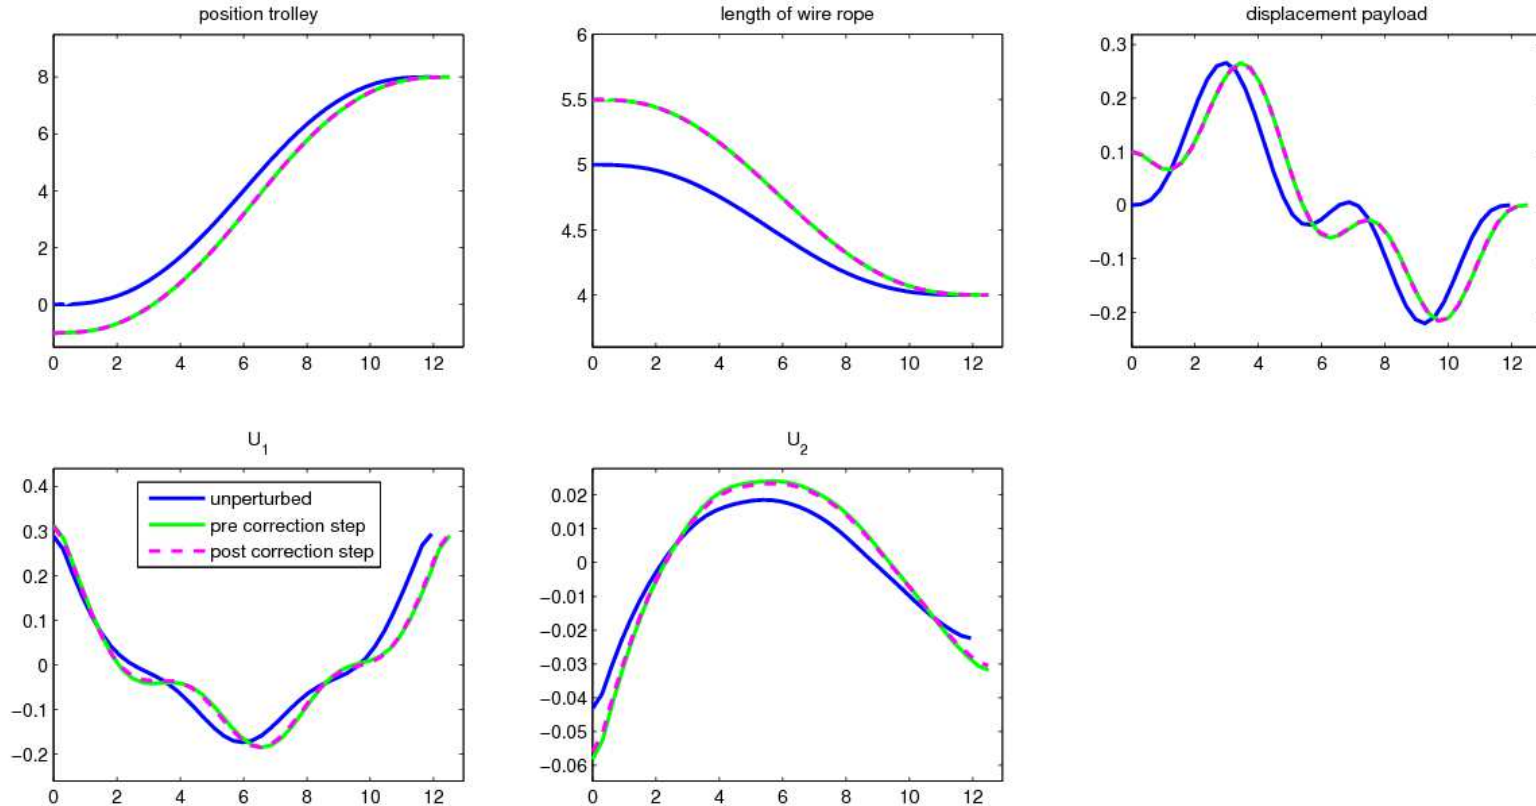 position trolley
8
6
4
2
0
0 2 4 6 8 10 12
length of wire rope
6
5.5
5
4.5
4
0 2 4 6 8 10 12
displacement payload
0.3
0.2
0.1
0
−0.1
−0.2
0 2 4 6 8 10 12
U1
0.4
0.3
0.2
0.1
0
−0.1
−0.2
0 2 4 6 8 10 12
unperturbed
pre correction step
post correction step
U2
0.02
0.01
0
−0.01
−0.02
−0.03
−0.04
−0.05
−0.06
0 2 4 6 8 10 12